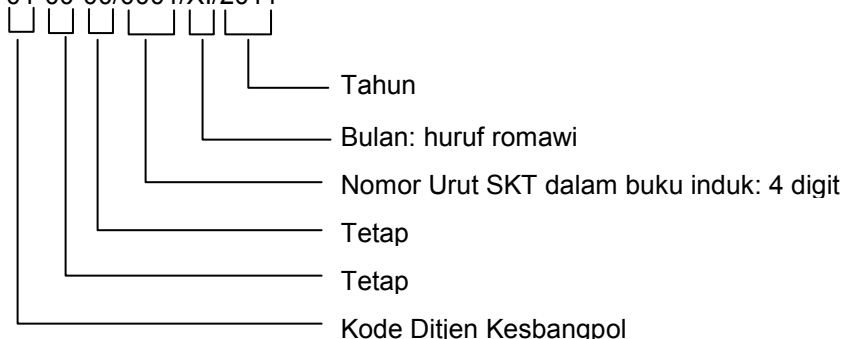 Tahun
Bulan: huruf romawi
Nomor Urut SKT dalam buku induk: 4 digit
Tetap
Tetap
Kode Ditjen Kesbangpol